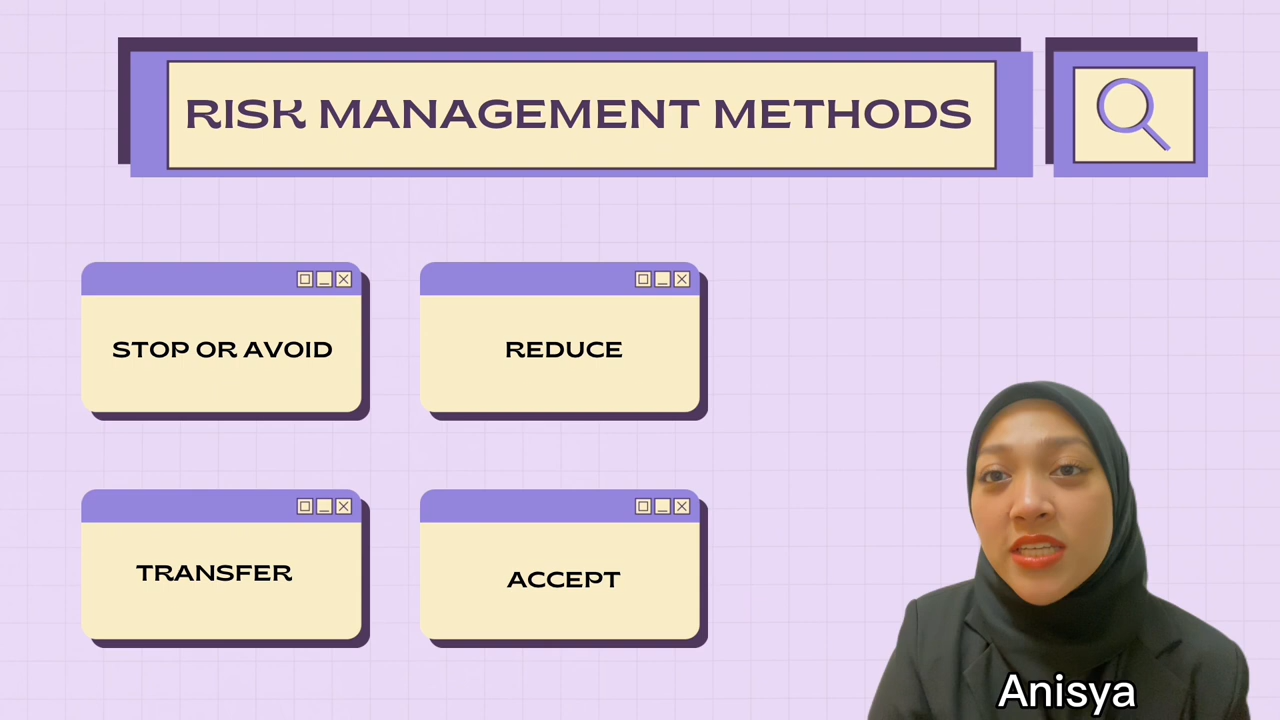 RISK MANAGEMENT METHODS
STOP OR AVOID
REDUCE
TRANSFER
ACCEPT
Anisya